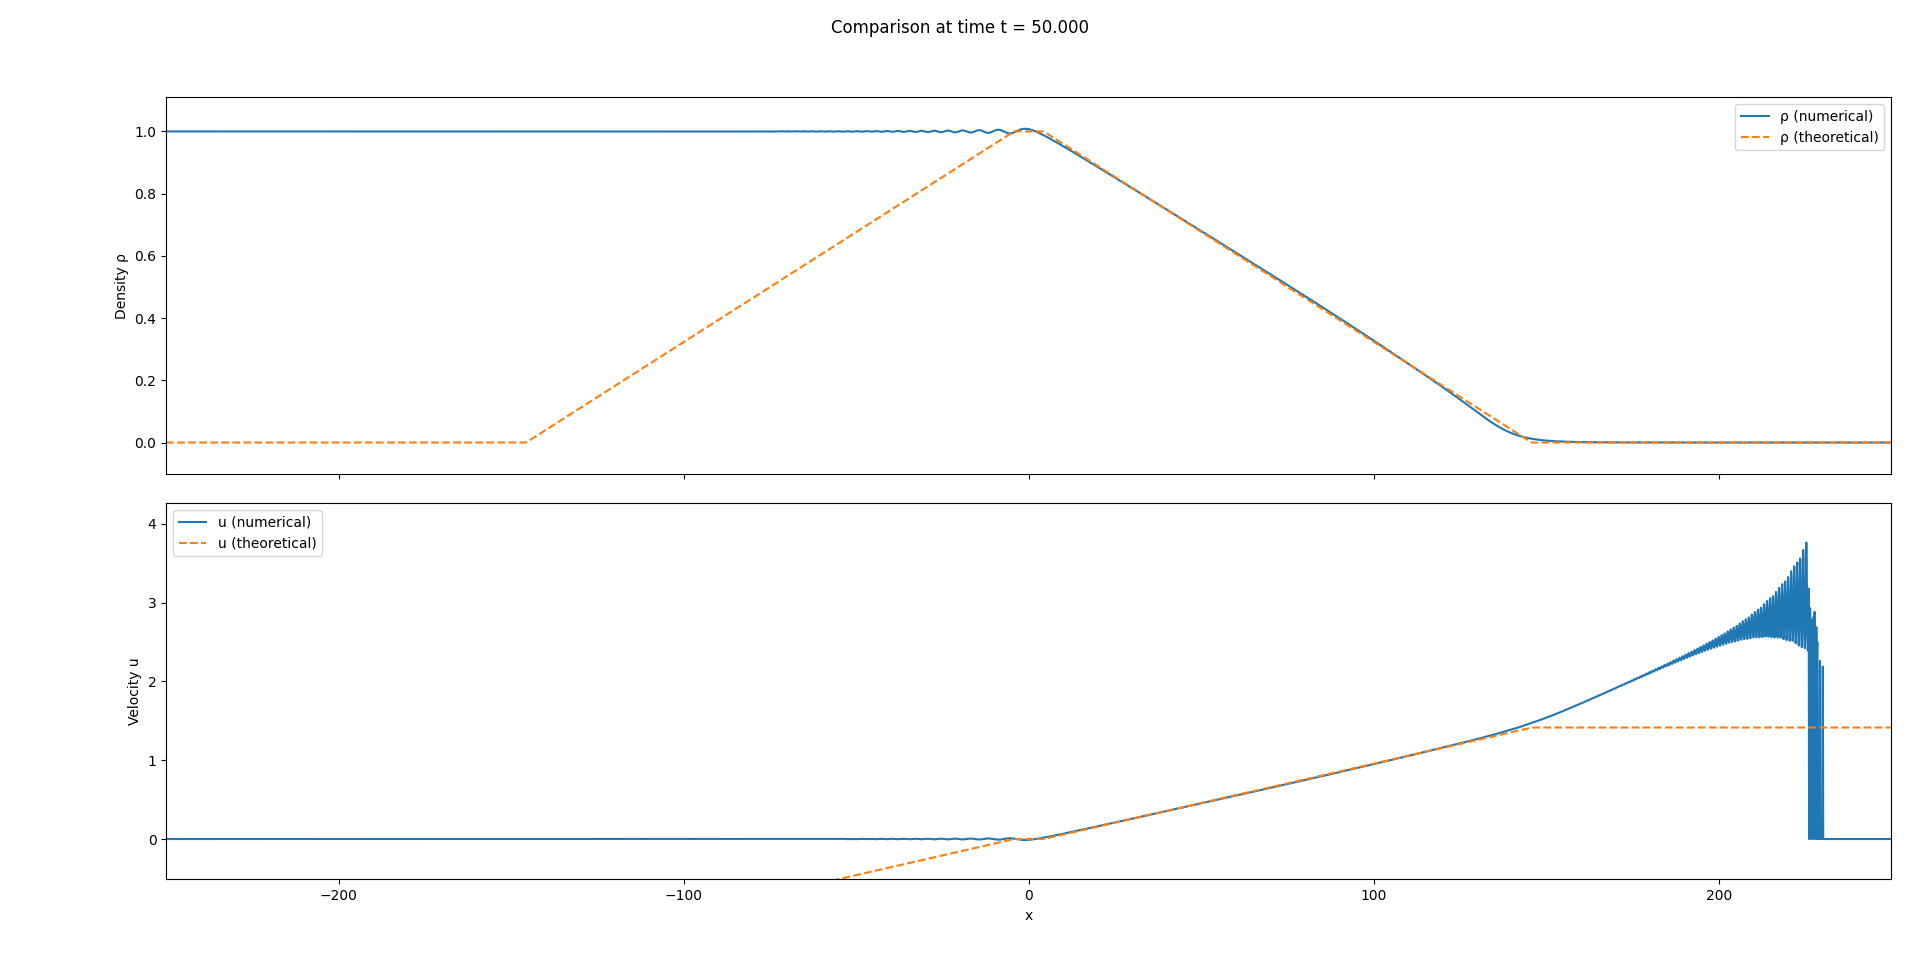 Comparison at time t = 50.000
ρ (numerical)
ρ (theoretical)
1.0
0.8
0.6
0.4
0.2
0.0
Density ρ
u (numerical)
u (theoretical)
4
3
2
1
0
Velocity u
−200
−100
0
100
200
x